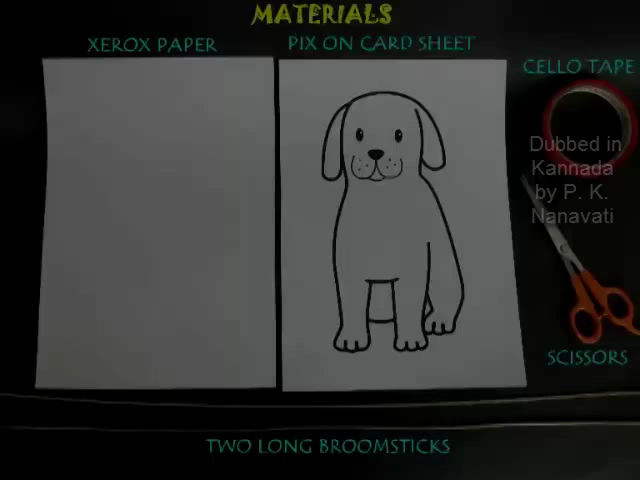 MATERIALS
XEROX PAPER
PIX ON CARD SHEET
CELLO TAPE
Dubbed in
Kannada
by P. K.
Nanavati
SCISSORS
TWO LONG BROOMSTICKS